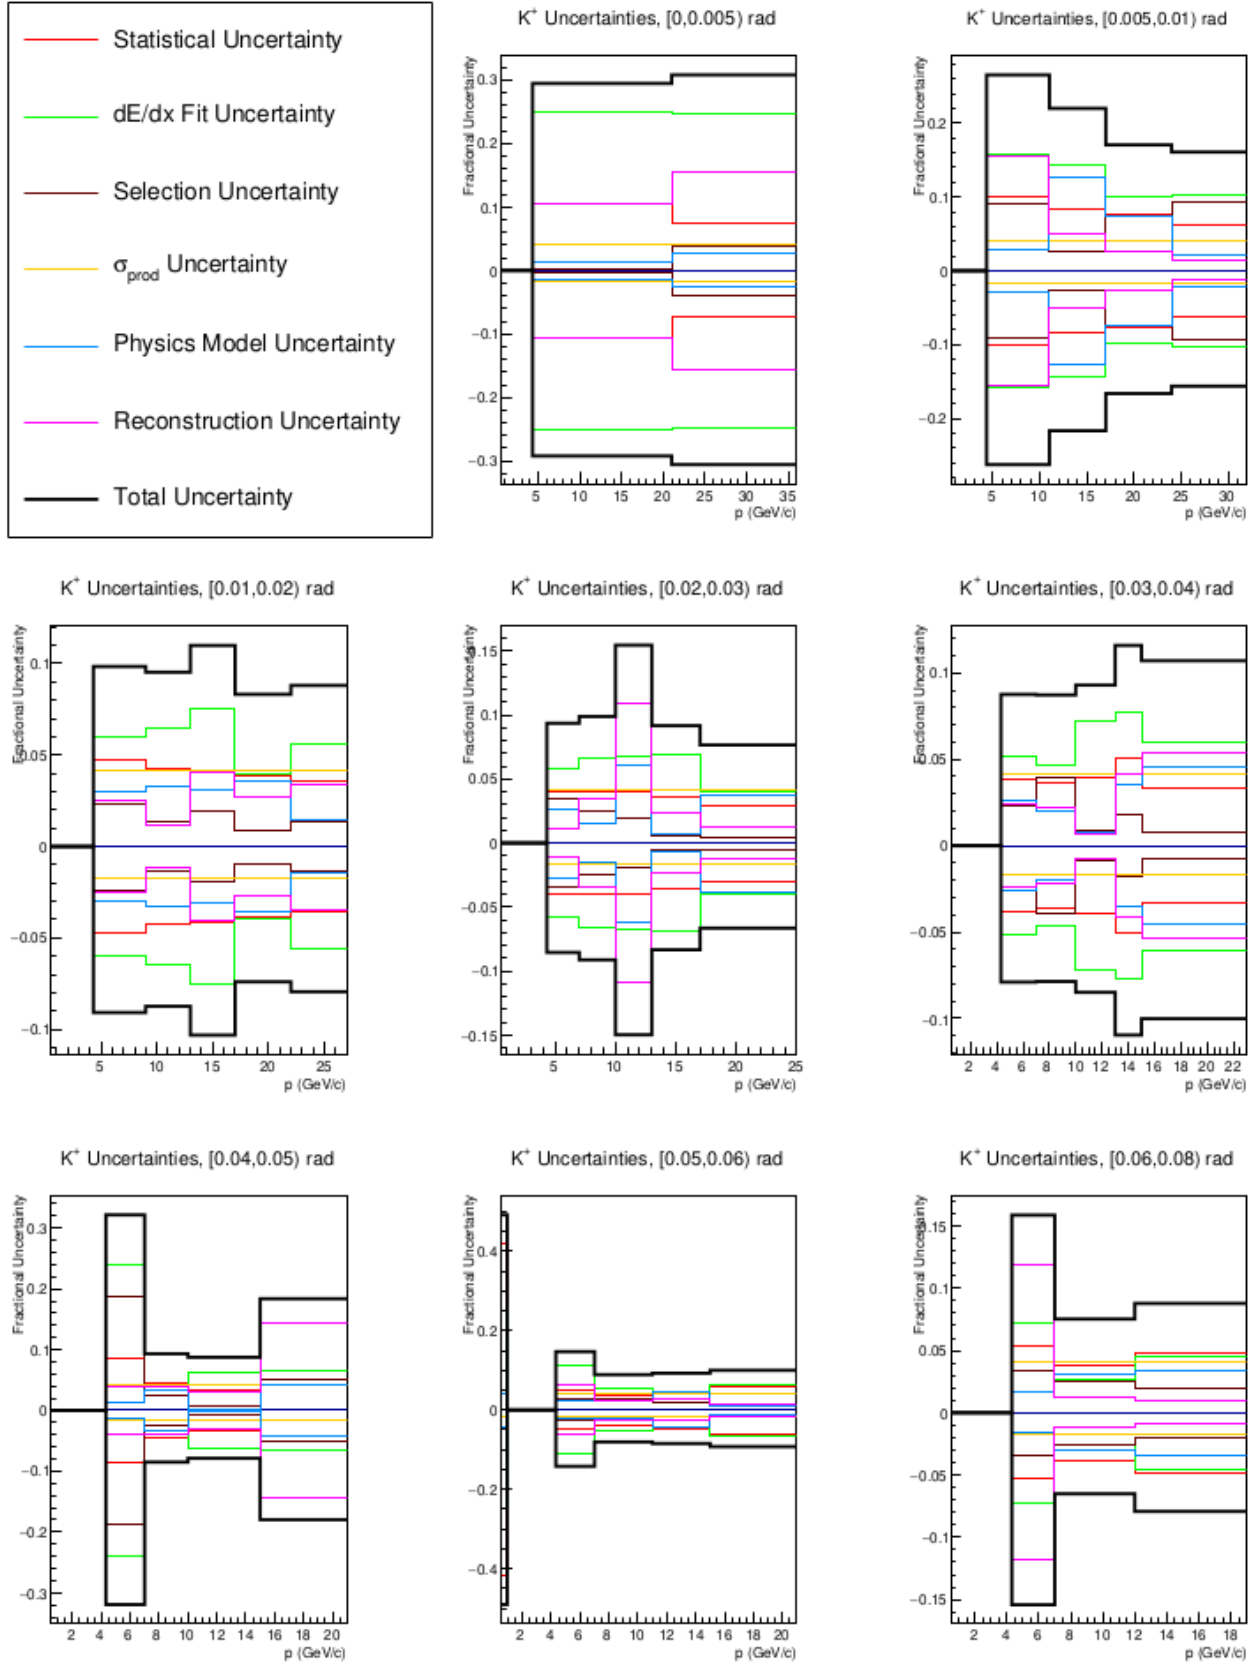 Statistical Uncertainty
dE/dx Fit Uncertainty
Selection Uncertainty
σprod Uncertainty
Physics Model Uncertainty
Reconstruction Uncertainty
Total Uncertainty
K+ Uncertainties, [0,0.005) rad
Fractional Uncertainty
0.3
0.2
0.1
0
−0.1
−0.2
−0.3
5 10 15 20 25 30 35
p (GeV/c)
K+ Uncertainties, [0.005,0.01) rad
Fractional Uncertainty
0.2
0.1
0
−0.1
−0.2
5 10 15 20 25 30
p (GeV/c)
K+ Uncertainties, [0.01,0.02) rad
Fractional Uncertainty
0.1
0.05
0
−0.05
−0.1
5 10 15 20 25
p (GeV/c)
K+ Uncertainties, [0.02,0.03) rad
Fractional Uncertainty
0.15
0.1
0.05
0
−0.05
−0.1
−0.15
5 10 15 20 25
p (GeV/c)
K+ Uncertainties, [0.03,0.04) rad
Fractional Uncertainty
0.1
0.05
0
−0.05
−0.1
2 4 6 8 10 12 14 16 18 20 22
p (GeV/c)
K+ Uncertainties, [0.04,0.05) rad
Fractional Uncertainty
0.3
0.2
0.1
0
−0.1
−0.2
−0.3
2 4 6 8 10 12 14 16 18 20
p (GeV/c)
K+ Uncertainties, [0.05,0.06) rad
Fractional Uncertainty
0.4
0.2
0
−0.2
−0.4
2 4 6 8 10 12 14 16 18 20
p (GeV/c)
K+ Uncertainties, [0.06,0.08) rad
Fractional Uncertainty
0.15
0.1
0.05
0
−0.05
−0.1
−0.15
2 4 6 8 10 12 14 16 18
p (GeV/c)